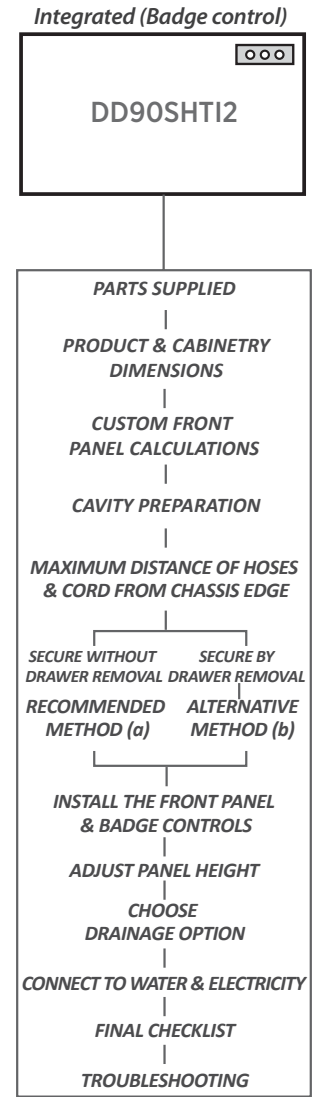 Integrated (Badge control)
DD90SHTI2
PARTS SUPPLIED
PRODUCT & CABINETRY
DIMENSIONS
CUSTOM FRONT
PANEL CALCULATIONS
CAVITY PREPARATION
MAXIMUM DISTANCE OF HOSES
& CORD FROM CHASSIS EDGE
SECURE WITHOUT
DRAWER REMOVAL
RECOMMENDED
METHOD (a)
SECURE BY
DRAWER REMOVAL
ALTERNATIVE
METHOD (b)
INSTALL THE FRONT PANEL
& BADGE CONTROLS
ADJUST PANEL HEIGHT
CHOOSE
DRAINAGE OPTION
CONNECT TO WATER & ELECTRICITY
FINAL CHECKLIST
TROUBLESHOOTING